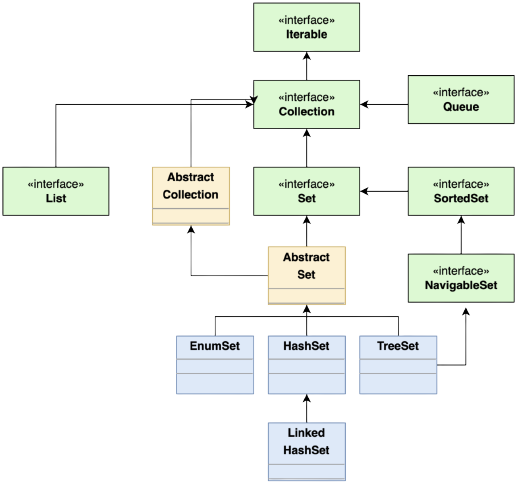 «interface»
Iterable
«interface»
Collection
«interface»
Queue
«interface»
List
Abstract
Collection
«interface»
Set
«interface»
SortedSet
Abstract
Set
«interface»
NavigableSet
EnumSet
HashSet
TreeSet
Linked
HashSet